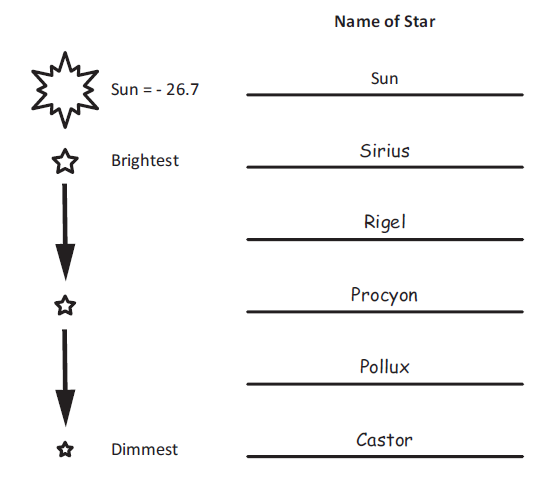 Name of Star
Sun = - 26.7
Sun
Brightest
Sirius
Rigel
Procyon
Pollux
Dimmest
Castor